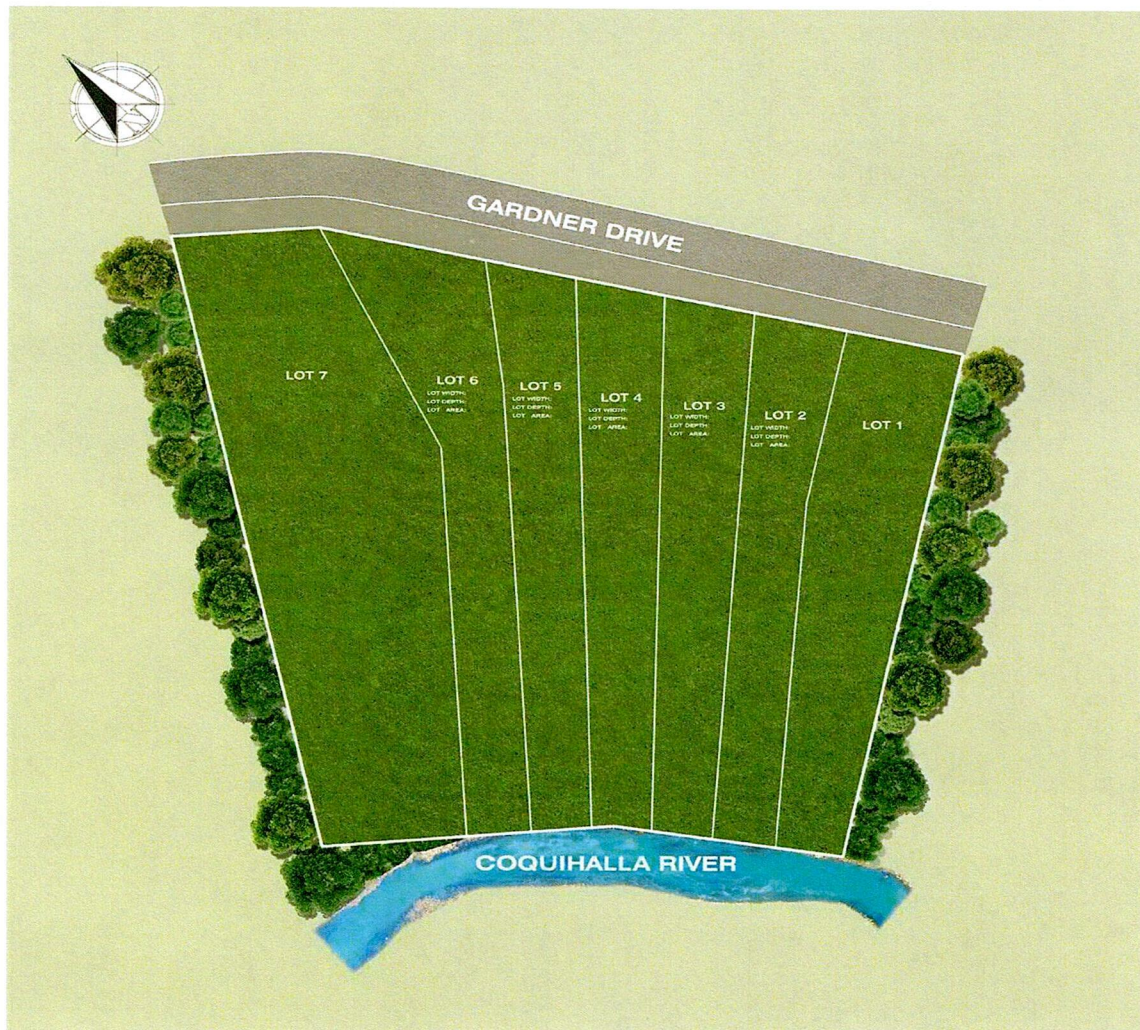 GARDNER DRIVE
LOT 7
LOT 6
LOT WIDTH:
LOT DEPTH:
LOT AREA:
LOT 5
LOT WIDTH:
LOT DEPTH:
LOT AREA:
LOT 4
LOT WIDTH:
LOT DEPTH:
LOT AREA:
LOT 3
LOT WIDTH:
LOT DEPTH:
LOT AREA:
LOT 2
LOT WIDTH:
LOT DEPTH:
LOT AREA:
LOT 1
COQUIHALLA RIVER